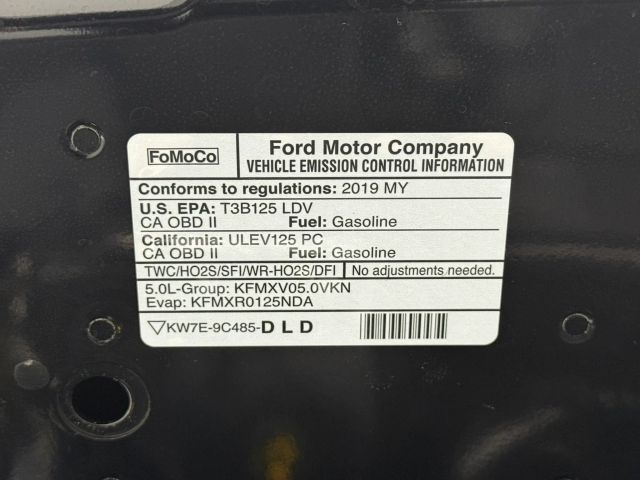 FoMoCo
Ford Motor Company
VEHICLE EMISSION CONTROL INFORMATION
Conforms to regulations: 2019 MY
U.S. EPA: T3B125 LDV
CA OBD II Fuel: Gasoline
California: ULEV125 PC
CA OBD II Fuel: Gasoline
TWC/HO2S/SFI/WR-HO2S/DFI No adjustments needed.
5.0L-Group: KFMXV05.0VKN
Evap: KFMXR0125NDA
KW7E-9C485-DLD